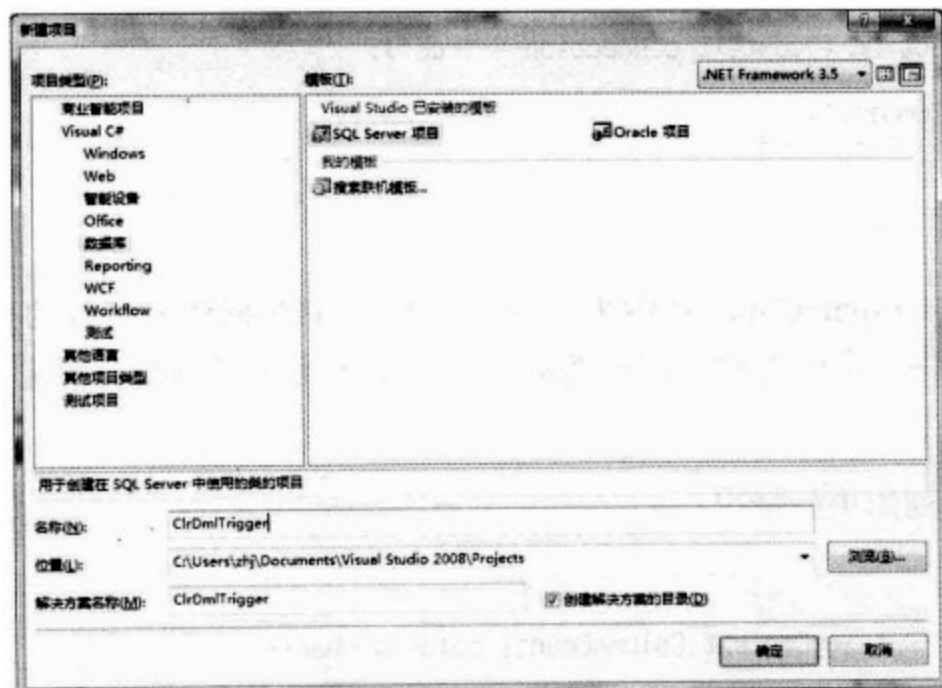 新建项目
项目类型(P):
模板(T):
.NET Framework 3.5
商业智能项目
Visual C#
Windows
Web
智能设备
Office
数据库
Reporting
WCF
Workflow
测试
其他语言
其他项目类型
测试项目
Visual Studio 已安装的模板
SQL Server 项目
Oracle 项目
我的模板
搜索联机模板...
用于创建在 SQL Server 中使用的类的项目
名称(N):
ClrDmlTrigger
位置(L):
C:\Users\zhj\Documents\Visual Studio 2008\Projects
浏览(B)...
解决方案名称(M):
ClrDmlTrigger
创建解决方案的目录(D)
确定
取消